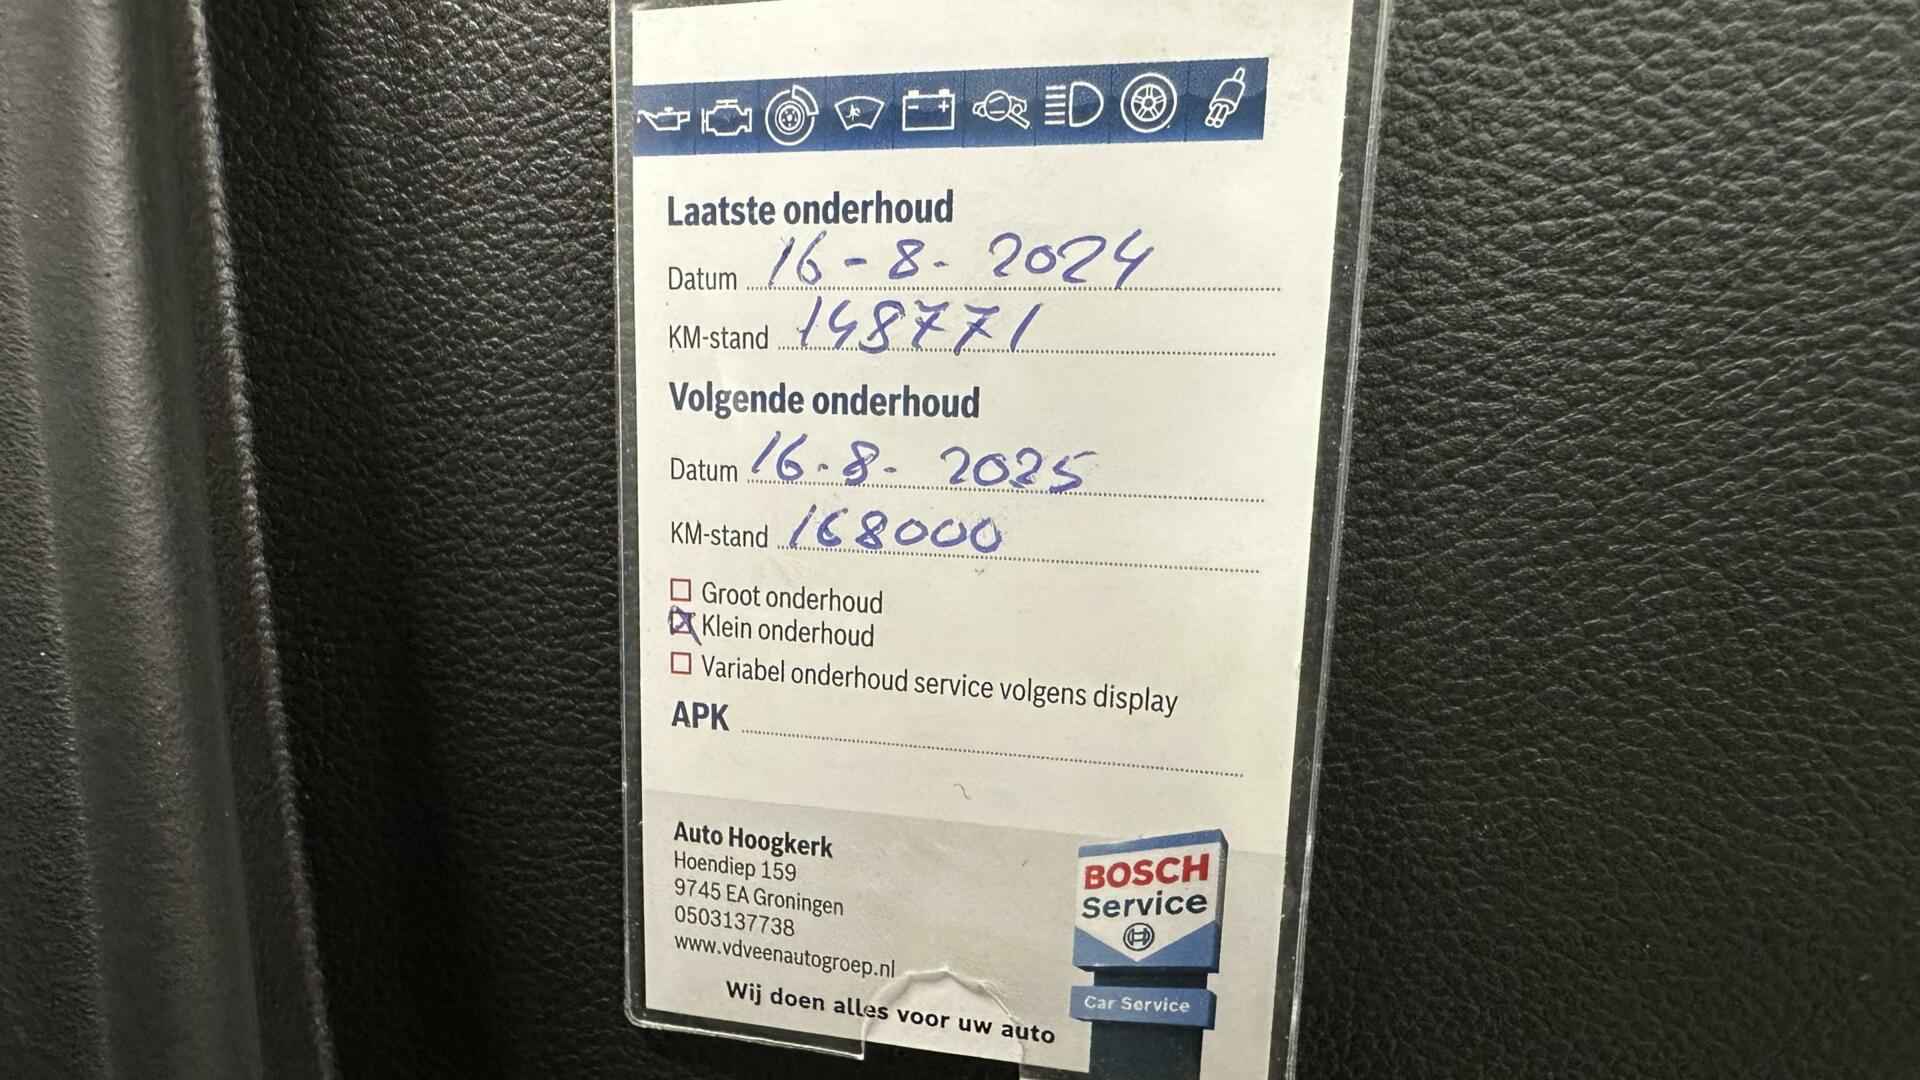 Laatste onderhoud
Datum 16-8-2024
KM-stand 148771
Volgende onderhoud
Datum 16-8-2025
KM-stand 168000
Groot onderhoud
Klein onderhoud
Variabel onderhoud service volgens display
APK
Auto Hoogkerk
Hoendiep 159
9745 EA Groningen
0503137738
www.vdveenautogroep.nl
Wij doen alles voor uw auto
BOSCH
Service
Car Service